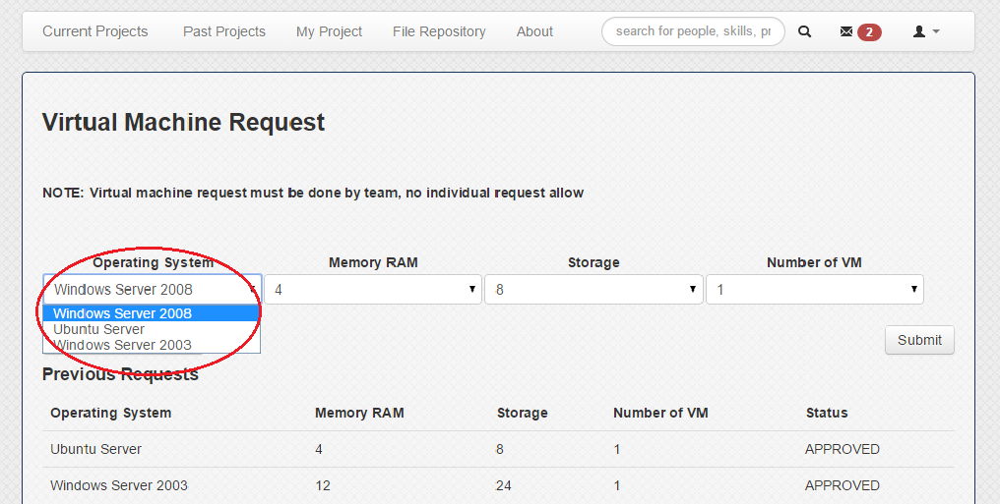 Current Projects Past Projects My Project File Repository About search for people, skills, pr 2
Virtual Machine Request
NOTE: Virtual machine request must be done by team, no individual request allow
Operating System Memory RAM Storage Number of VM
Windows Server 2008 4 8 1
Windows Server 2008
Ubuntu Server
Windows Server 2003
Submit
Previous Requests
Operating System Memory RAM Storage Number of VM Status
Ubuntu Server 4 8 1 APPROVED
Windows Server 2003 12 24 1 APPROVED